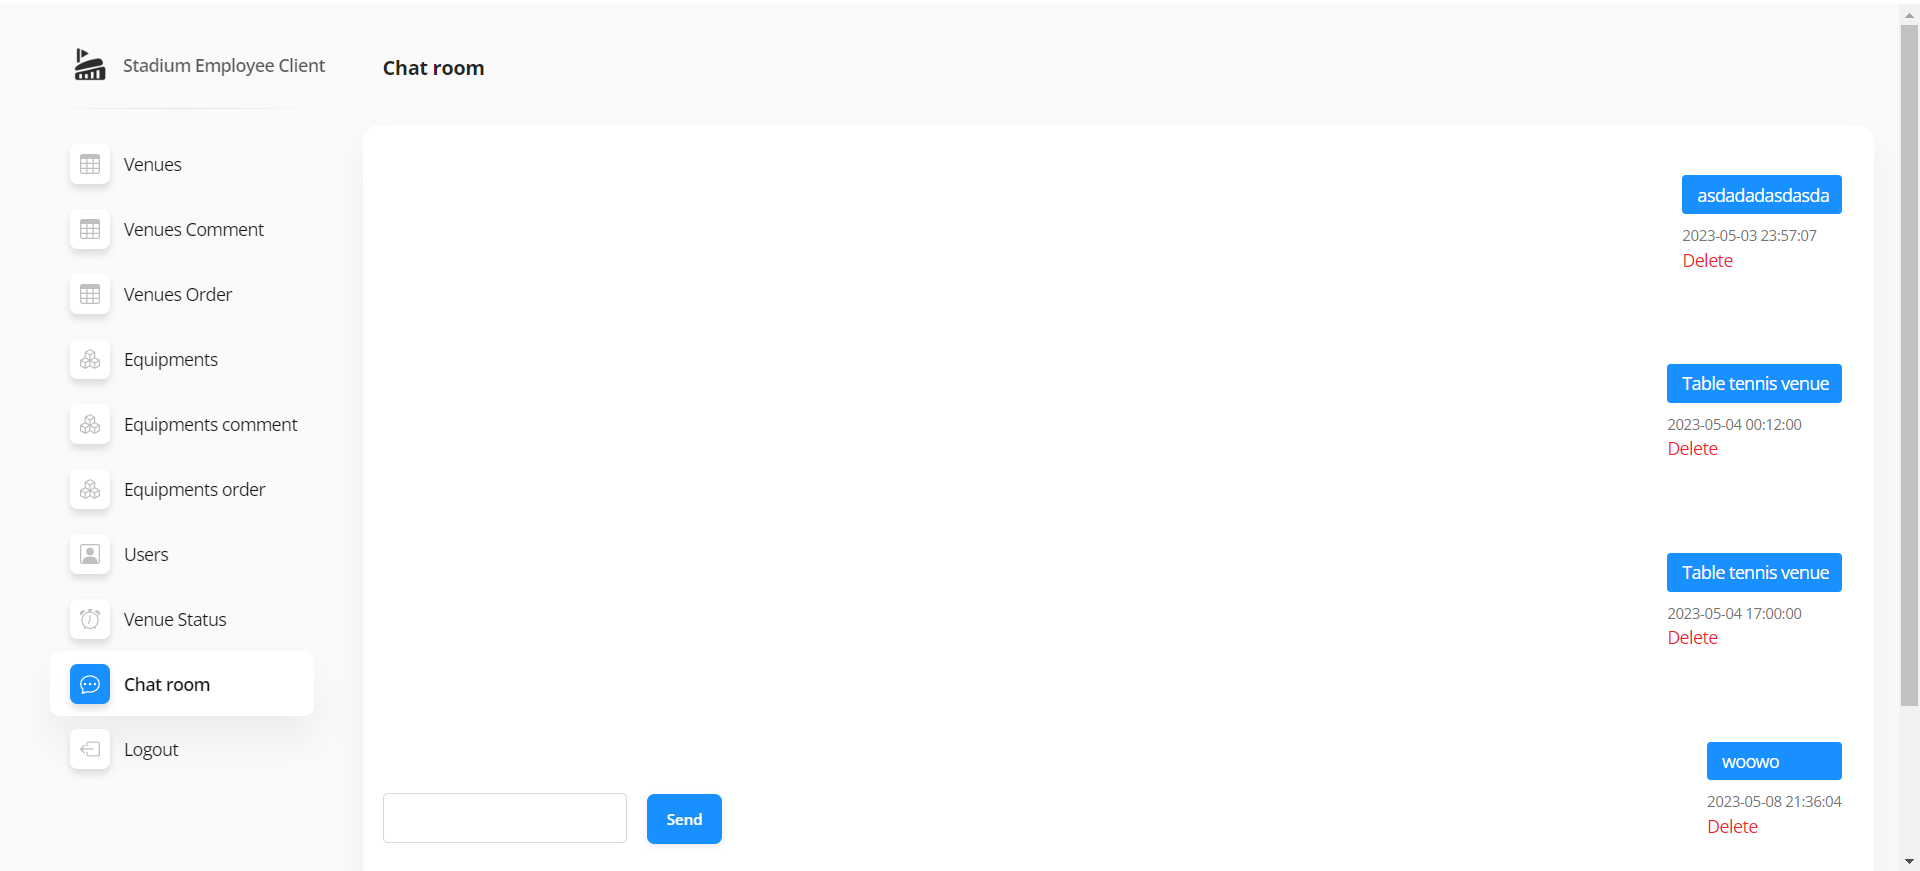 Stadium Employee Client
Chat room
Venues
Venues Comment
Venues Order
Equipments
Equipments comment
Equipments order
Users
Venue Status
Chat room
Logout
asdadadasdasda
2023-05-03 23:57:07
Delete
Table tennis venue
2023-05-04 00:12:00
Delete
Table tennis venue
2023-05-04 17:00:00
Delete
woowo
2023-05-08 21:36:04
Delete
Send